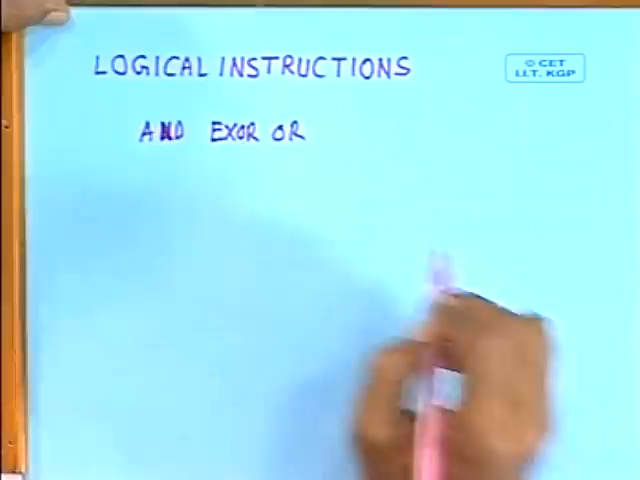 LOGICAL INSTRUCTIONS
© CET
I.I.T. KGP
AND EXOR OR